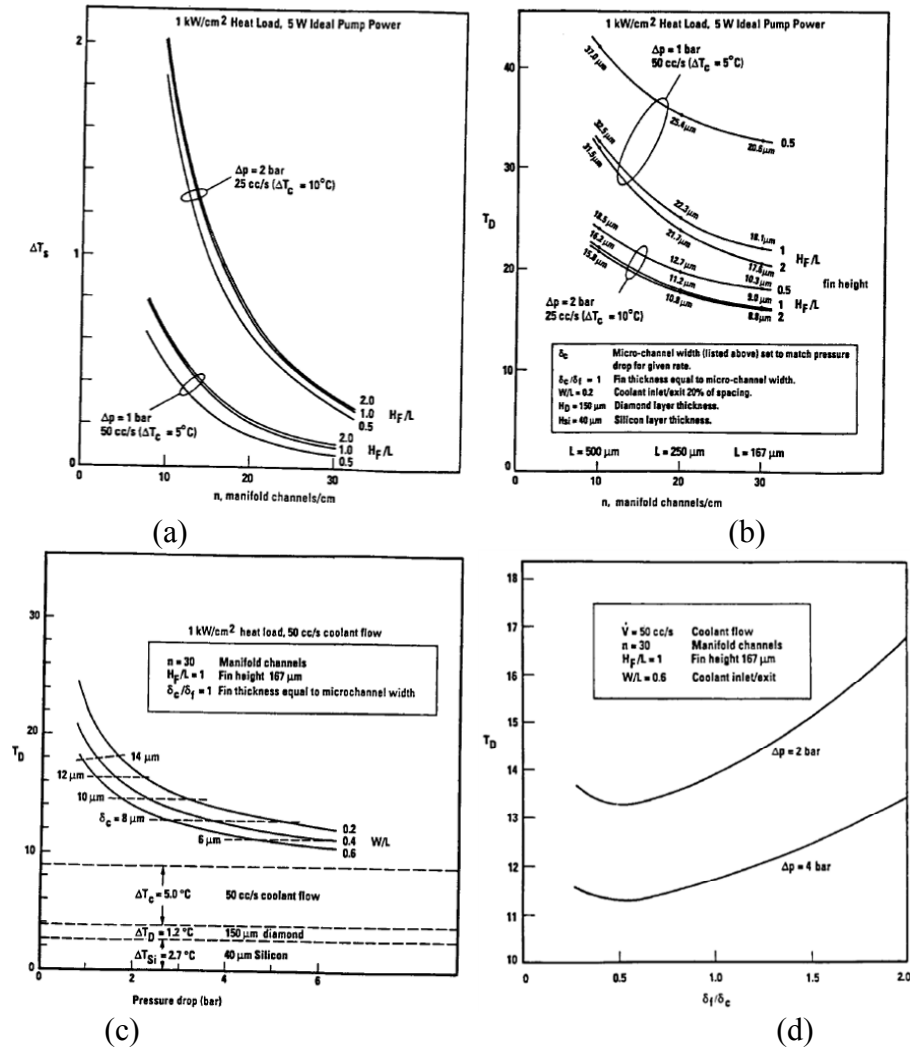 1 kW/cm2 Heat Load, 5 W Ideal Pump Power
2
1
0
ΔTs
Δp = 2 bar
25 cc/s (ΔTc = 10°C)
Δp = 1 bar
50 cc/s (ΔTc = 5°C)
2.0
1.0 HF/L
0.5
2.0
1.0 HF/L
0.5
0 10 20 30 40
n, manifold channels/cm
(a)
1 kW/cm2 Heat Load, 5 W Ideal Pump Power
40
30
20
10
0
TD
Δp = 1 bar
50 cc/s (ΔTc = 5°C)
37.0 μm
25.4 μm
20.6 μm
0.5
32.5 μm
31.5 μm
22.3 μm
21.7 μm
18.1 μm
17.6 μm
1
2 HF/L
fin height
18.5 μm
16.2 μm
15.8 μm
12.7 μm
11.2 μm
10.8 μm
10.3 μm
9.0 μm
8.8 μm
0.5
1 HF/L
2
Δp = 2 bar
25 cc/s (ΔTc = 10°C)
δc Micro-channel width (listed above) set to match pressure
drop for given rate.
δc/δf = 1 Fin thickness equal to micro-channel width.
W/L = 0.2 Coolant inlet/exit 20% of spacing.
HD = 150 μm Diamond layer thickness.
HSi = 40 μm Silicon layer thickness.
L = 500 μm L = 250 μm L = 167 μm
0 10 20 30 40
n, manifold channels/cm
(b)
1 kW/cm2 heat load, 50 cc/s coolant flow
n = 30 Manifold channels
HF/L = 1 Fin height 167 μm
δc/δf = 1 Fin thickness equal to microchannel width
30
20
10
0
TD
14 μm
12 μm
10 μm
δc = 8 μm
6 μm
0.2
0.4 W/L
0.6
ΔTc = 5.0 °C 50 cc/s coolant flow
ΔTD = 1.2 °C 150 μm diamond
ΔTSi = 2.7 °C 40 μm Silicon
0 2 4 6
Pressure drop (bar)
(c)
18
17
16
15
14
13
12
11
10
TD
V̇ = 50 cc/s Coolant flow
n = 30 Manifold channels
HF/L = 1 Fin height 167 μm
W/L = 0.6 Coolant inlet/exit
Δp = 2 bar
Δp = 4 bar
0 0.5 1.0 1.5 2.0
δf/δc
(d)